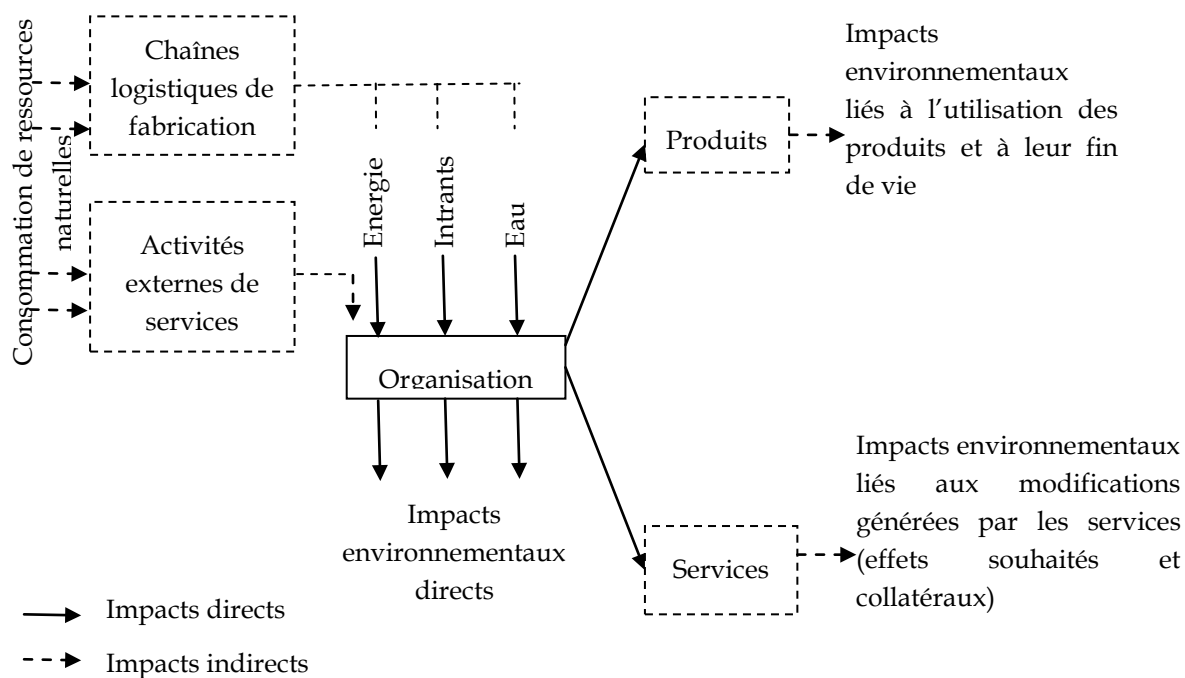 Consommation de ressources
naturelles
Chaînes
logistiques de
fabrication
Activités
externes de
services
Energie
Intrants
Eau
Organisation
Impacts
environnementaux
directs
Produits
Impacts
environnementaux
liés à l’utilisation des
produits et à leur fin
de vie
Services
Impacts environnementaux
liés aux modifications
générées par les services
(effets souhaités et
collatéraux)
Impacts directs
Impacts indirects